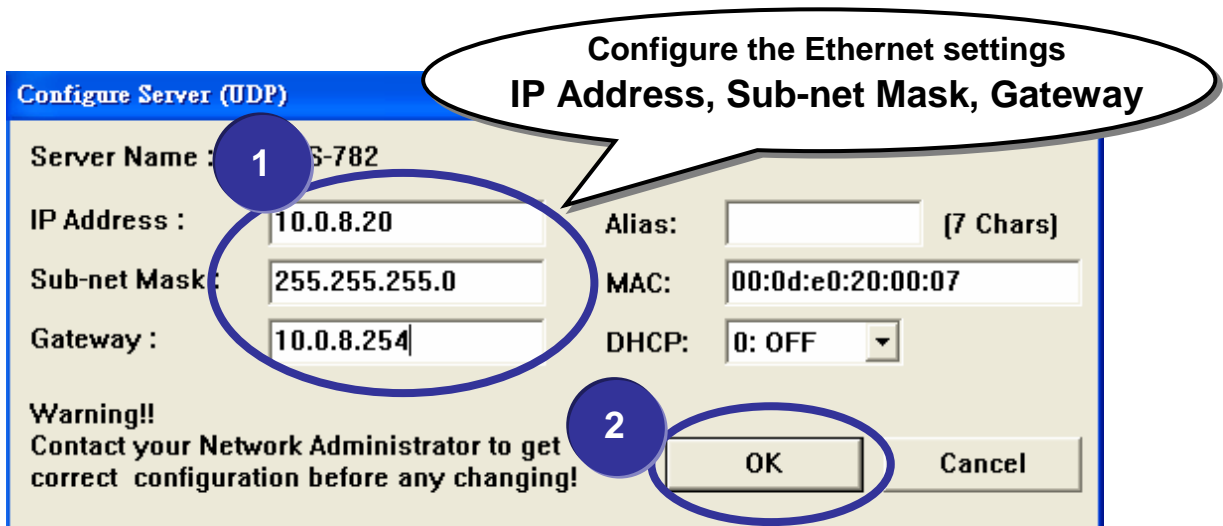 Configure the Ethernet settings
IP Address, Sub-net Mask, Gateway
Configure Server (UDP)
Server Name : S-782
1
IP Address : 10.0.8.20 Alias: (7 Chars)
Sub-net Mask : 255.255.255.0 MAC: 00:0d:e0:20:00:07
Gateway : 10.0.8.254 DHCP: 0: OFF
Warning!!
Contact your Network Administrator to get
correct configuration before any changing!
2
OK Cancel